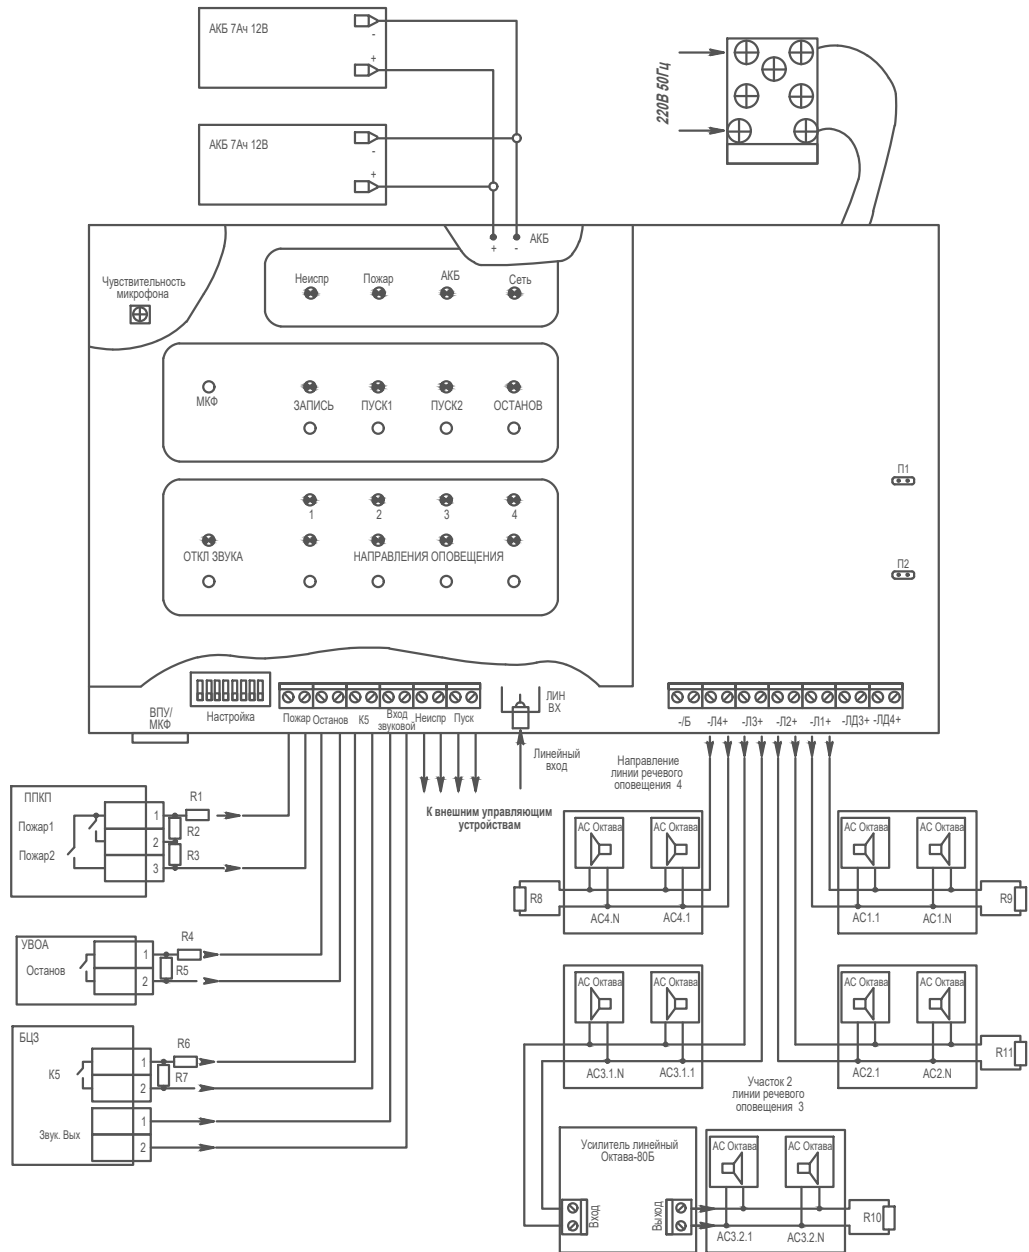 АКБ 7Ач 12В
-
+
АКБ 7Ач 12В
-
+
220В 50Гц
АКБ
+ -
Чувствительность
микрофона
Неиспр Пожар АКБ Сеть
МКФ ЗАПИСЬ ПУСК1 ПУСК2 ОСТАНОВ
П1
1 2 3 4
ОТКЛ ЗВУКА НАПРАВЛЕНИЯ ОПОВЕЩЕНИЯ
П2
ВПУ/
МКФ
Настройка
Пожар Останов К5 Вход
звуковой Неиспр Пуск
ЛИН
ВХ
-/Б -Л4+ -Л3+ -Л2+ -Л1+ -ЛД3+ -ЛД4+
Линейный
вход
Направление
линии речевого
оповещения 4
К внешним управляющим
устройствам
ППКП
Пожар1
Пожар2
1
2
3
R1
R2
R3
АС Октава АС Октава
R8
АС4.N АС4.1
АС Октава АС Октава
R9
АС1.1 АС1.N
УВОА
Останов
1
2
R4
R5
АС Октава АС Октава
АС3.1.N АС3.1.1
АС Октава АС Октава
R11
АС2.1 АС2.N
БЦЗ
К5
1
2
R6
R7
Звук. Вых
1
2
Участок 2
линии речевого
оповещения 3
Усилитель линейный
Октава-80Б
Вход
Выход
АС Октава АС Октава
R10
АС3.2.1 АС3.2.N